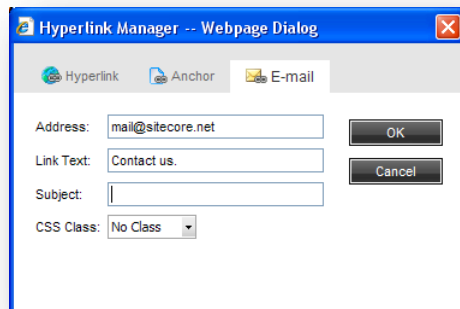 Hyperlink Manager -- Webpage Dialog
Hyperlink Anchor E-mail
Address: mail@sitecore.net OK
Link Text: Contact us. Cancel
Subject:
CSS Class: No Class